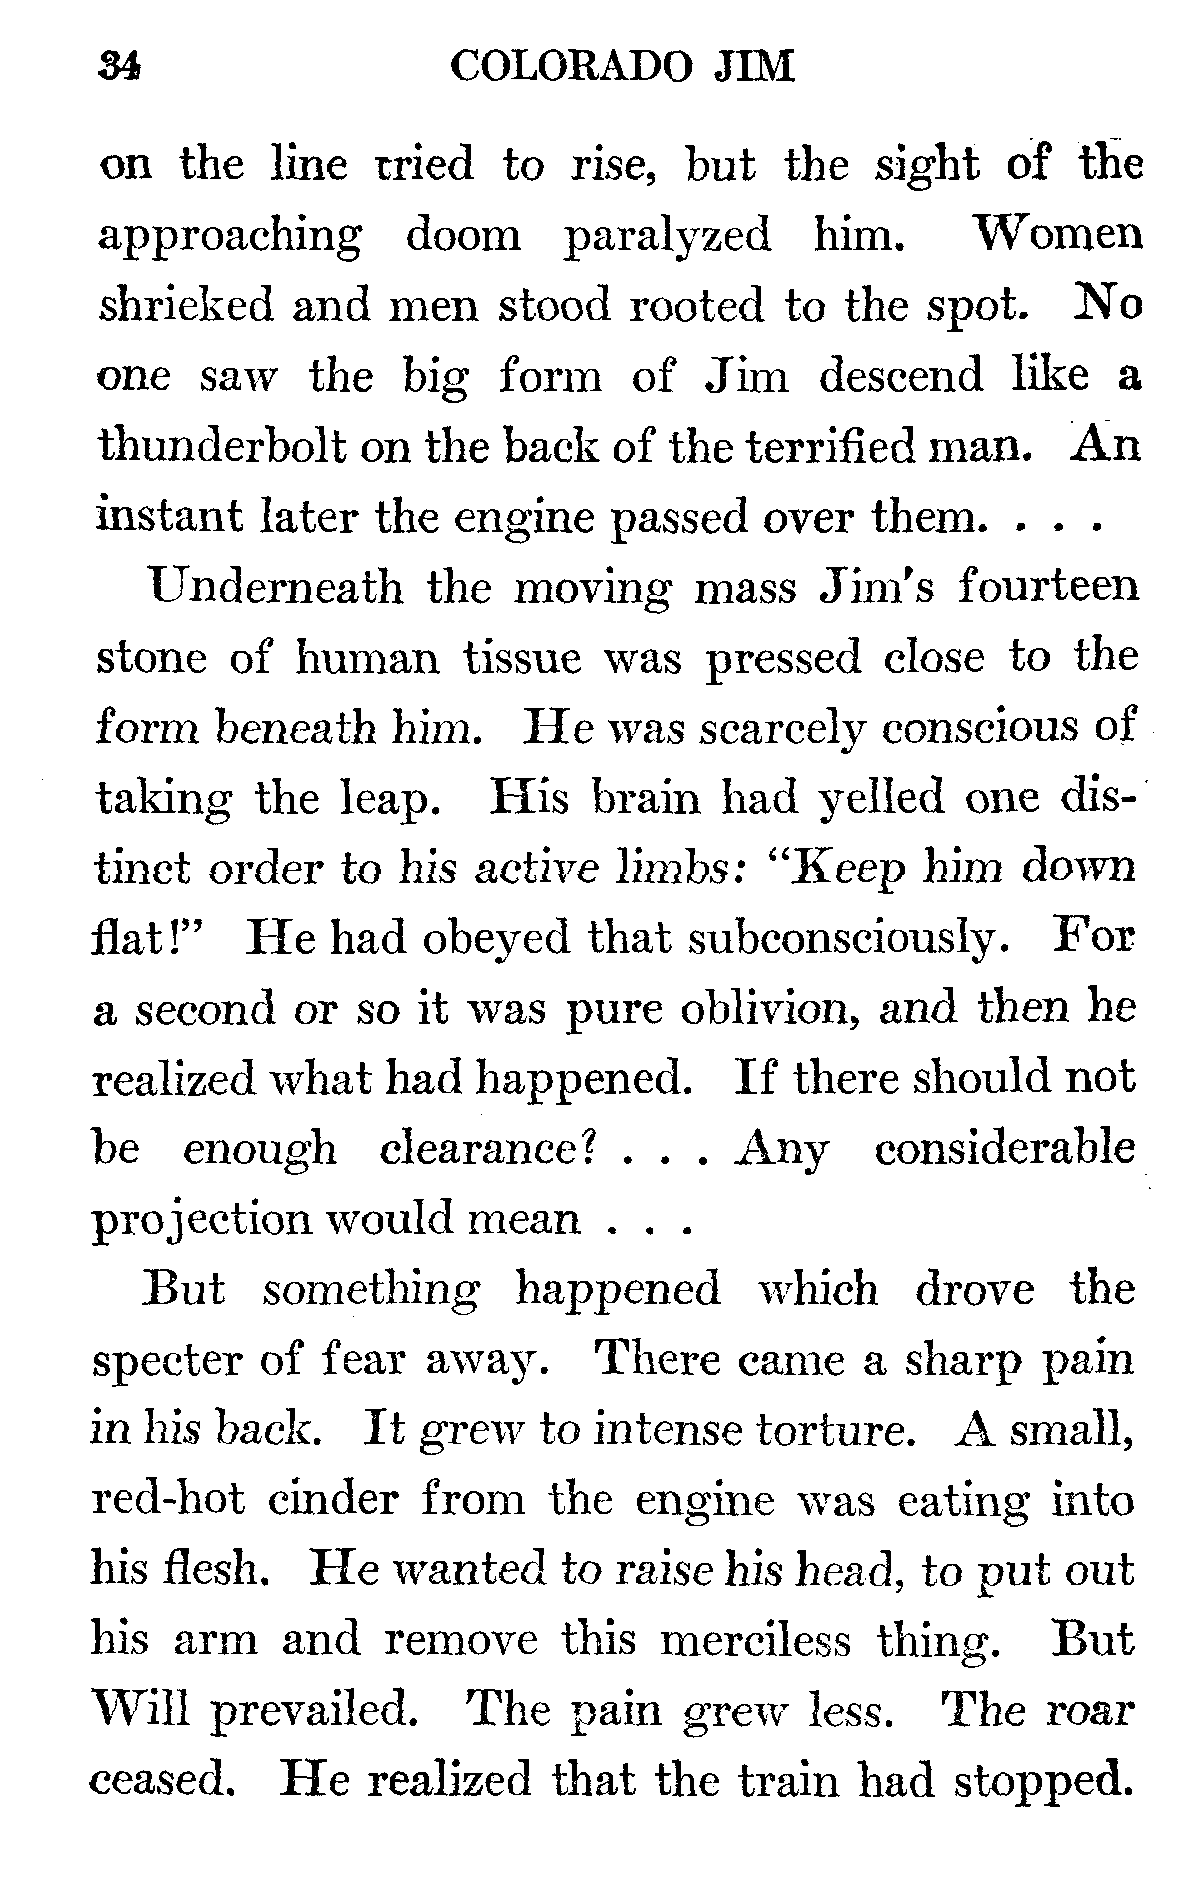 34 COLORADO JIM
on the line tried to rise, but the sight of the
approaching doom paralyzed him. Women
shrieked and men stood rooted to the spot. No
one saw the big form of Jim descend like a
thunderbolt on the back of the terrified man. An
instant later the engine passed over them. . . .
Underneath the moving mass Jim's fourteen
stone of human tissue was pressed close to the
form beneath him. He was scarcely conscious of
taking the leap. His brain had yelled one dis-
tinct order to his active limbs: "Keep him down
flat!" He had obeyed that subconsciously. For
a second or so it was pure oblivion, and then he
realized what had happened. If there should not
be enough clearance? . . . Any considerable
projection would mean . . .
But something happened which drove the
specter of fear away. There came a sharp pain
in his back. It grew to intense torture. A small,
red-hot cinder from the engine was eating into
his flesh. He wanted to raise his head, to put out
his arm and remove this merciless thing. But
Will prevailed. The pain grew less. The roar
ceased. He realized that the train had stopped.